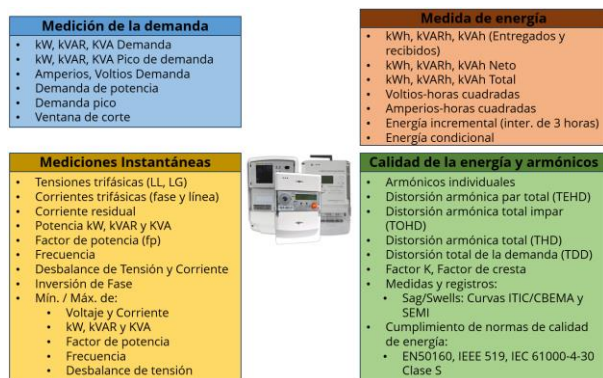 Medición de la demanda
• kW, kVAR, KVA Demanda
• kW, kVAR, KVA Pico de demanda
• Amperios, Voltios Demanda
• Demanda de potencia
• Demanda pico
• Ventana de corte
Medida de energía
• kWh, kVARh, kVAh (Entregados y
recibidos)
• kWh, kVARh, kVAh Neto
• kWh, kVARh, kVAh Total
• Voltios-horas cuadradas
• Amperios-horas cuadradas
• Energía incremental (inter. de 3 horas)
• Energía condicional
Mediciones Instantáneas
• Tensiones trifásicas (LL, LG)
• Corrientes trifásicas (fase y línea)
• Corriente residual
• Potencia kW, kVAR y KVA
• Factor de potencia (fp)
• Frecuencia
• Desbalance de Tensión y Corriente
• Inversión de Fase
• Mín. / Máx. de:
• Voltaje y Corriente
• kW, kVAR y KVA
• Factor de potencia
• Frecuencia
• Desbalance de tensión
Calidad de la energía y armónicos
• Armónicos individuales
• Distorsión armónica par total (TEHD)
• Distorsión armónica total impar
(TOHD)
• Distorsión armónica total (THD)
• Distorsión total de la demanda (TDD)
• Factor K, Factor de cresta
• Medidas y registros:
• Sag/Swells: Curvas ITIC/CBEMA y
SEMI
• Cumplimiento de normas de calidad
de energía:
• EN50160, IEEE 519, IEC 61000-4-30
Clase S